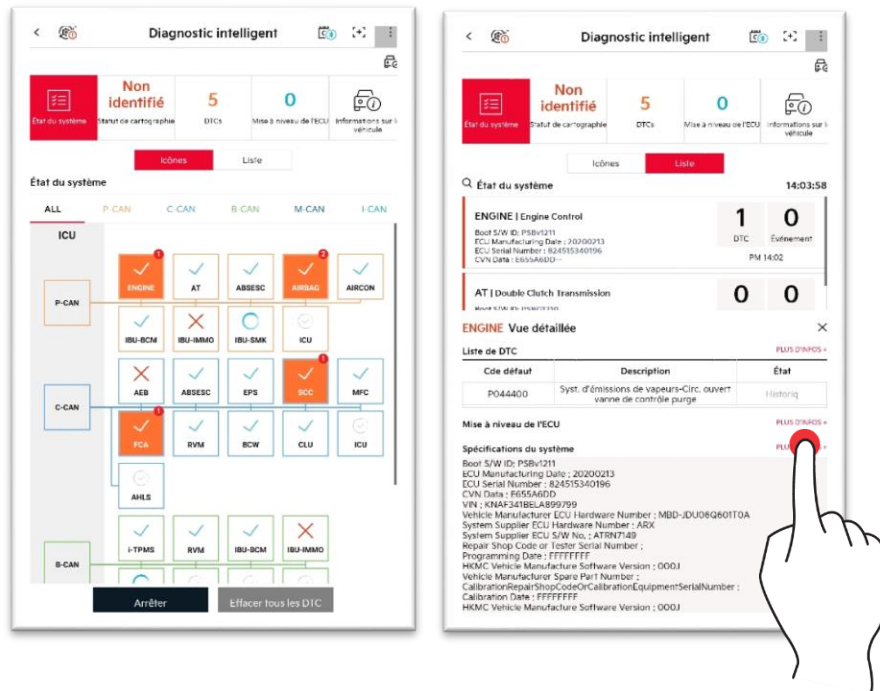 Diagnostic intelligent
Non identifié
5
0
État du système
Statut de cartographie
DTCs
Mise à niveau de l'ECU
Informations sur
véhicule
Icônes
Liste
État du système
ALL
P-CAN
C-CAN
B-CAN
M-CAN
I-CAN
ICU
P-CAN
ENGINE
1
AT
ABSESC
AIRBAG
2
AIRCON
IBU-BCM
IBU-IMMO
IBU-SMK
ICU
C-CAN
AEB
ABSESC
EPS
SCC
1
MFC
FCA
1
RVM
BCW
CLU
ICU
AHLS
B-CAN
i-TPMS
RVM
IBU-BCM
IBU-IMMO
Arrêter
Effacer tous les DTC
Diagnostic intelligent
Non identifié
5
0
État du système
Statut de cartographie
DTCs
Mise à niveau de l'ECU
Informations sur
véhicule
Icônes
Liste
État du système
14:03:58
ENGINE | Engine Control
Boot S/W ID: PSBv1211
ECU Manufacturing Date : 20200213
ECU Serial Number : 824515340196
CVN Data : E655A6DD...
1
DTC
0
Événement
PM 14:02
AT | Double Clutch Transmission
0
0
ENGINE Vue détaillée
Liste de DTC
PLUS D'INFOS +
Cde défaut
Description
État
P044400
Syst. d'émissions de vapeurs-Circ. ouvert
vanne de contrôle purge
Historiq
Mise à niveau de l'ECU
PLUS D'INFOS +
Spécifications du système
Boot S/W ID: PSBv1211
ECU Manufacturing Date : 20200213
ECU Serial Number : 824515340196
CVN Data : E655A6DD
VIN : KNAF341BELA899799
Vehicle Manufacturer ECU Hardware Number : MBD-JDU06Q601T0A
System Supplier ECU Hardware Number : ARX
System Supplier ECU S/W No. : ATRN7149
Repair Shop Code or Tester Serial Number :
Programming Date : FFFFFFFF
HKMC Vehicle Manufacture Software Version : 000J
Vehicle Manufacturer Spare Part Number :
CalibrationRepairShopCodeOrCalibrationEquipmentSerialNumber :
Calibration Date : FFFFFFFF
HKMC Vehicle Manufacture Software Version : 000J